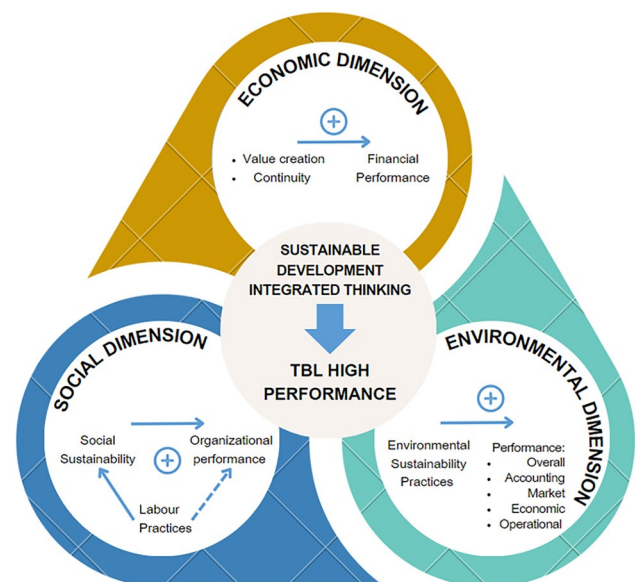 ECONOMIC DIMENSION
• Value creation
• Continuity
Financial
Performance
SUSTAINABLE
DEVELOPMENT
INTEGRATED THINKING
TBL HIGH
PERFORMANCE
SOCIAL DIMENSION
Social
Sustainability
Organizational
performance
Labour
Practices
ENVIRONMENTAL DIMENSION
Environmental
Sustainability
Practices
Performance:
• Overall
• Accounting
• Market
• Economic
• Operational